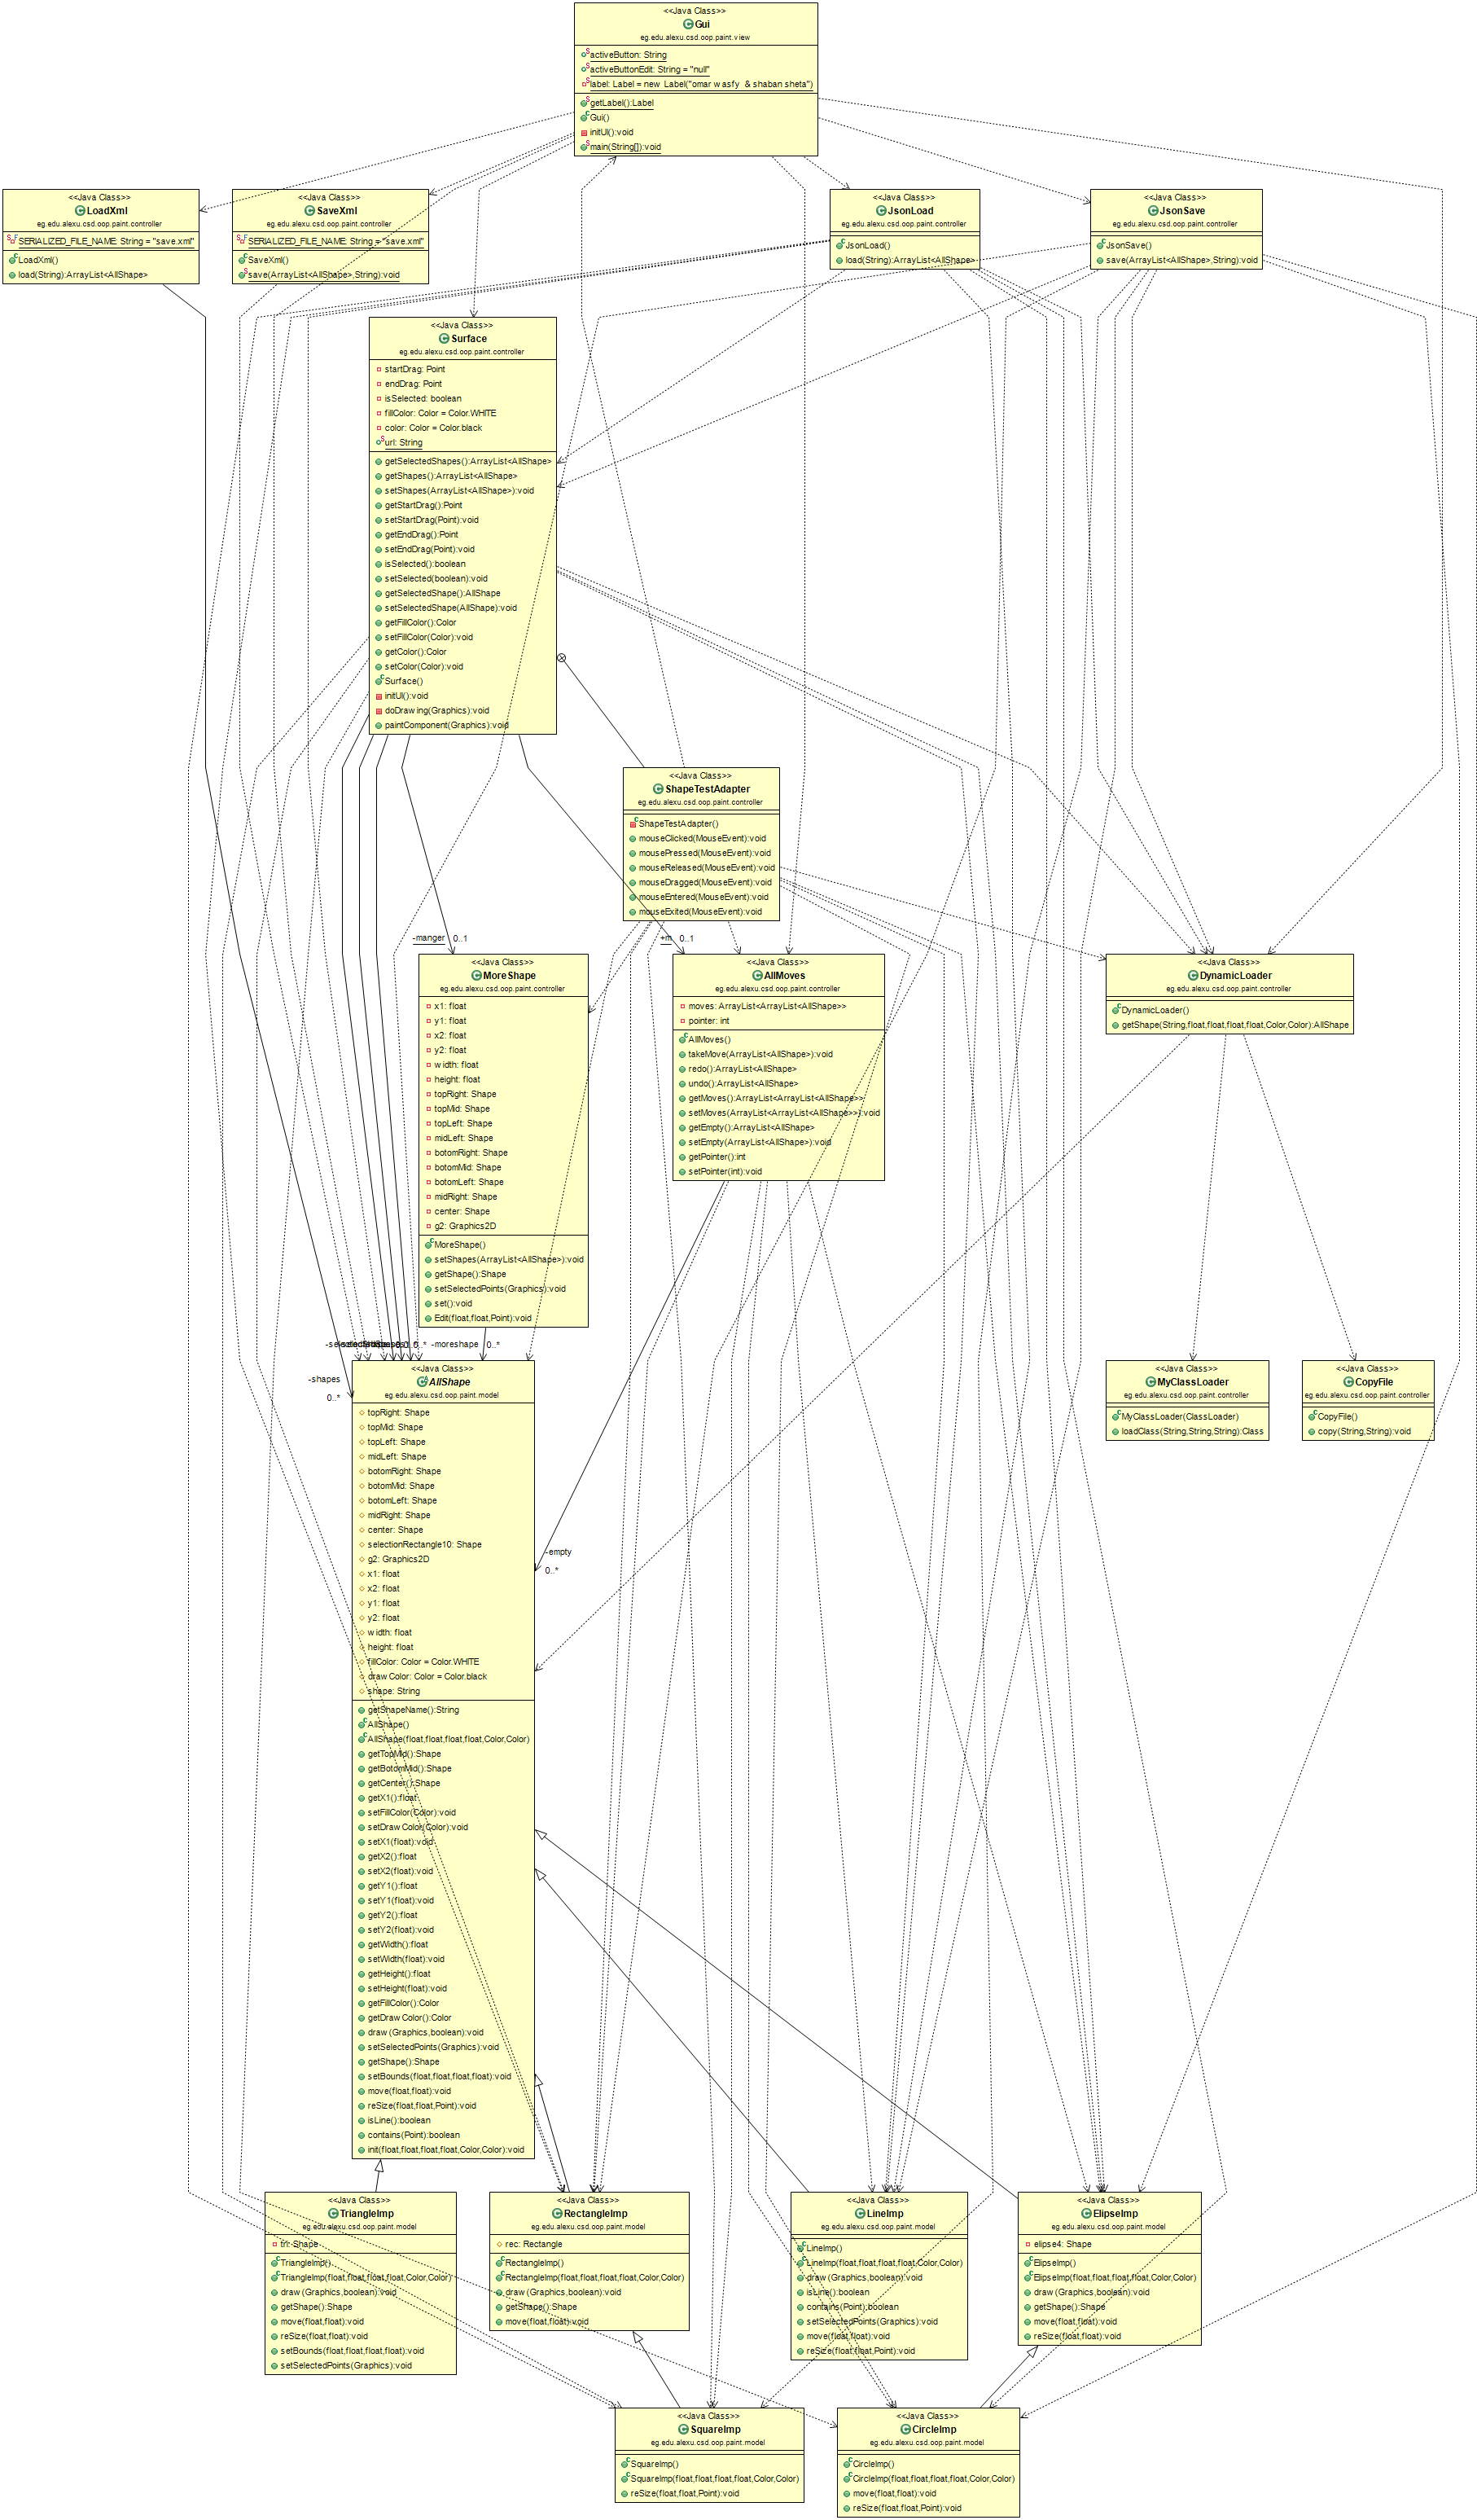 <<Java Class>>
Gui
eg.edu.alexu.csd.oop.paint.view
activeButton: String
activeButtonEdit: String = "null"
label: Label = new Label("omar wasfy & shaban sheta")
getLabel():Label
Gui()
initUI():void
main(String[]):void
<<Java Class>>
LoadXml
eg.edu.alexu.csd.oop.paint.controller
SERIALIZED_FILE_NAME: String = "save.xml"
LoadXml()
load(String):ArrayList<AllShape>
<<Java Class>>
SaveXml
eg.edu.alexu.csd.oop.paint.controller
SERIALIZED_FILE_NAME: String = "save.xml"
SaveXml()
save(ArrayList<AllShape>,String):void
<<Java Class>>
JsonLoad
eg.edu.alexu.csd.oop.paint.controller
JsonLoad()
load(String):ArrayList<AllShape>
<<Java Class>>
JsonSave
eg.edu.alexu.csd.oop.paint.controller
JsonSave()
save(ArrayList<AllShape>,String):void
<<Java Class>>
Surface
eg.edu.alexu.csd.oop.paint.controller
startDrag: Point
endDrag: Point
isSelected: boolean
fillColor: Color = Color.WHITE
color: Color = Color.black
url: String
getSelectedShapes():ArrayList<AllShape>
getShapes():ArrayList<AllShape>
setShapes(ArrayList<AllShape>):void
getStartDrag():Point
setStartDrag(Point):void
getEndDrag():Point
setEndDrag(Point):void
isSelected():boolean
setSelected(boolean):void
getSelectedShape():AllShape
setSelectedShape(AllShape):void
getFillColor():Color
setFillColor(Color):void
getColor():Color
setColor(Color):void
Surface()
initUI():void
doDrawing(Graphics):void
paintComponent(Graphics):void
<<Java Class>>
ShapeTestAdapter
eg.edu.alexu.csd.oop.paint.controller
ShapeTestAdapter()
mouseClicked(MouseEvent):void
mousePressed(MouseEvent):void
mouseReleased(MouseEvent):void
mouseDragged(MouseEvent):void
mouseEntered(MouseEvent):void
mouseExited(MouseEvent):void
-manger 0..1
+m 0..1
<<Java Class>>
MoreShape
eg.edu.alexu.csd.oop.paint.controller
x1: float
y1: float
x2: float
y2: float
width: float
height: float
topRight: Shape
topMid: Shape
topLeft: Shape
midLeft: Shape
botomRight: Shape
botomMid: Shape
botomLeft: Shape
midRight: Shape
center: Shape
g2: Graphics2D
MoreShape()
setShapes(ArrayList<AllShape>):void
getShape():Shape
setSelectedPoints(Graphics):void
set():void
Edit(float,float,Point):void
<<Java Class>>
AllMoves
eg.edu.alexu.csd.oop.paint.controller
moves: ArrayList<ArrayList<AllShape>>
pointer: int
AllMoves()
takeMove(ArrayList<AllShape>):void
redo():ArrayList<AllShape>
undo():ArrayList<AllShape>
getMoves():ArrayList<ArrayList<AllShape>>
setMoves(ArrayList<ArrayList<AllShape>>):void
getEmpty():ArrayList<AllShape>
setEmpty(ArrayList<AllShape>):void
getPointer():int
setPointer(int):void
<<Java Class>>
DynamicLoader
eg.edu.alexu.csd.oop.paint.controller
DynamicLoader()
getShape(String,float,float,float,float,Color,Color):AllShape
-moreshape 0..*
-shapes
0..*
-empty
0..*
<<Java Class>>
MyClassLoader
eg.edu.alexu.csd.oop.paint.controller
MyClassLoader(ClassLoader)
loadClass(String,String,String):Class
<<Java Class>>
CopyFile
eg.edu.alexu.csd.oop.paint.controller
CopyFile()
copy(String,String):void
<<Java Class>>
AllShape
eg.edu.alexu.csd.oop.paint.model
topRight: Shape
topMid: Shape
topLeft: Shape
midLeft: Shape
botomRight: Shape
botomMid: Shape
botomLeft: Shape
midRight: Shape
center: Shape
selectionRectangle10: Shape
g2: Graphics2D
x1: float
x2: float
y1: float
y2: float
width: float
height: float
fillColor: Color = Color.WHITE
drawColor: Color = Color.black
shape: String
getShapeName():String
AllShape()
AllShape(float,float,float,float,Color,Color)
getTopMid():Shape
getBotomMid():Shape
getCenter():Shape
getX1():float
setFillColor(Color):void
setDrawColor(Color):void
setX1(float):void
getX2():float
setX2(float):void
getY1():float
setY1(float):void
getY2():float
setY2(float):void
getWidth():float
setWidth(float):void
getHeight():float
setHeight(float):void
getFillColor():Color
getDrawColor():Color
draw(Graphics,boolean):void
setSelectedPoints(Graphics):void
getShape():Shape
setBounds(float,float,float,float):void
move(float,float):void
reSize(float,float,Point):void
isLine():boolean
contains(Point):boolean
init(float,float,float,float,Color,Color):void
<<Java Class>>
TriangleImp
eg.edu.alexu.csd.oop.paint.model
tri: Shape
TriangleImp()
TriangleImp(float,float,float,float,Color,Color)
draw(Graphics,boolean):void
getShape():Shape
move(float,float):void
reSize(float,float):void
setBounds(float,float,float,float):void
setSelectedPoints(Graphics):void
<<Java Class>>
RectangleImp
eg.edu.alexu.csd.oop.paint.model
rec: Rectangle
RectangleImp()
RectangleImp(float,float,float,float,Color,Color)
draw(Graphics,boolean):void
getShape():Shape
move(float,float):void
<<Java Class>>
LineImp
eg.edu.alexu.csd.oop.paint.model
LineImp()
LineImp(float,float,float,float,Color,Color)
draw(Graphics,boolean):void
isLine():boolean
contains(Point):boolean
setSelectedPoints(Graphics):void
move(float,float):void
reSize(float,float,Point):void
<<Java Class>>
ElipseImp
eg.edu.alexu.csd.oop.paint.model
elipse4: Shape
ElipseImp()
ElipseImp(float,float,float,float,Color,Color)
draw(Graphics,boolean):void
getShape():Shape
move(float,float):void
reSize(float,float):void
<<Java Class>>
SquareImp
eg.edu.alexu.csd.oop.paint.model
SquareImp()
SquareImp(float,float,float,float,Color,Color)
reSize(float,float,Point):void
<<Java Class>>
CircleImp
eg.edu.alexu.csd.oop.paint.model
CircleImp()
CircleImp(float,float,float,float,Color,Color)
move(float,float):void
reSize(float,float,Point):void